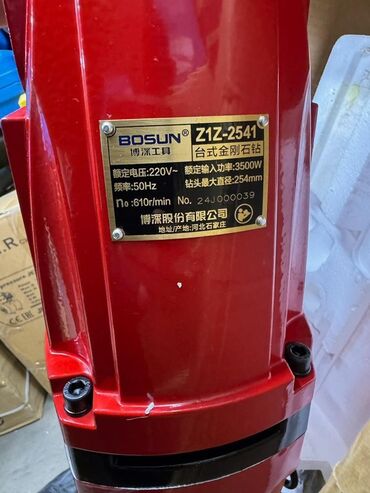 BOSUN®
博深工具
Z1Z-2541
台式金刚石钻
额定电压:220V~ 额定输入功率:3500W
频率:50Hz 钻头最大直径:254mm
no:610r/min No. 24J000039
博深股份有限公司
地址/产地:河北石家庄